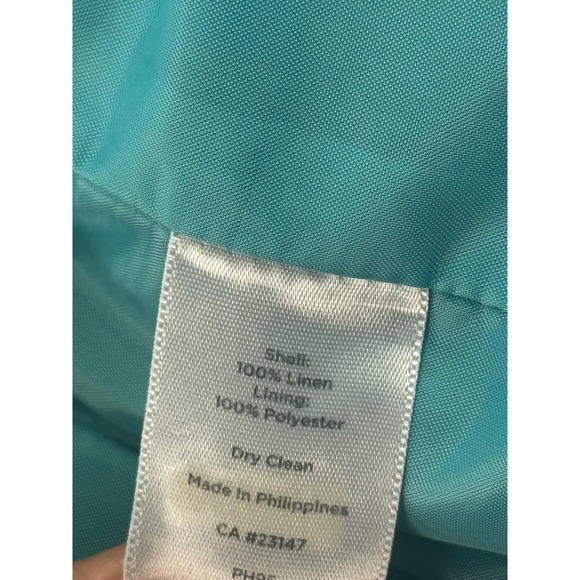 Shell:
100% Linen
Lining:
100% Polyester
Dry Clean
Made In Philippines
CA #23147